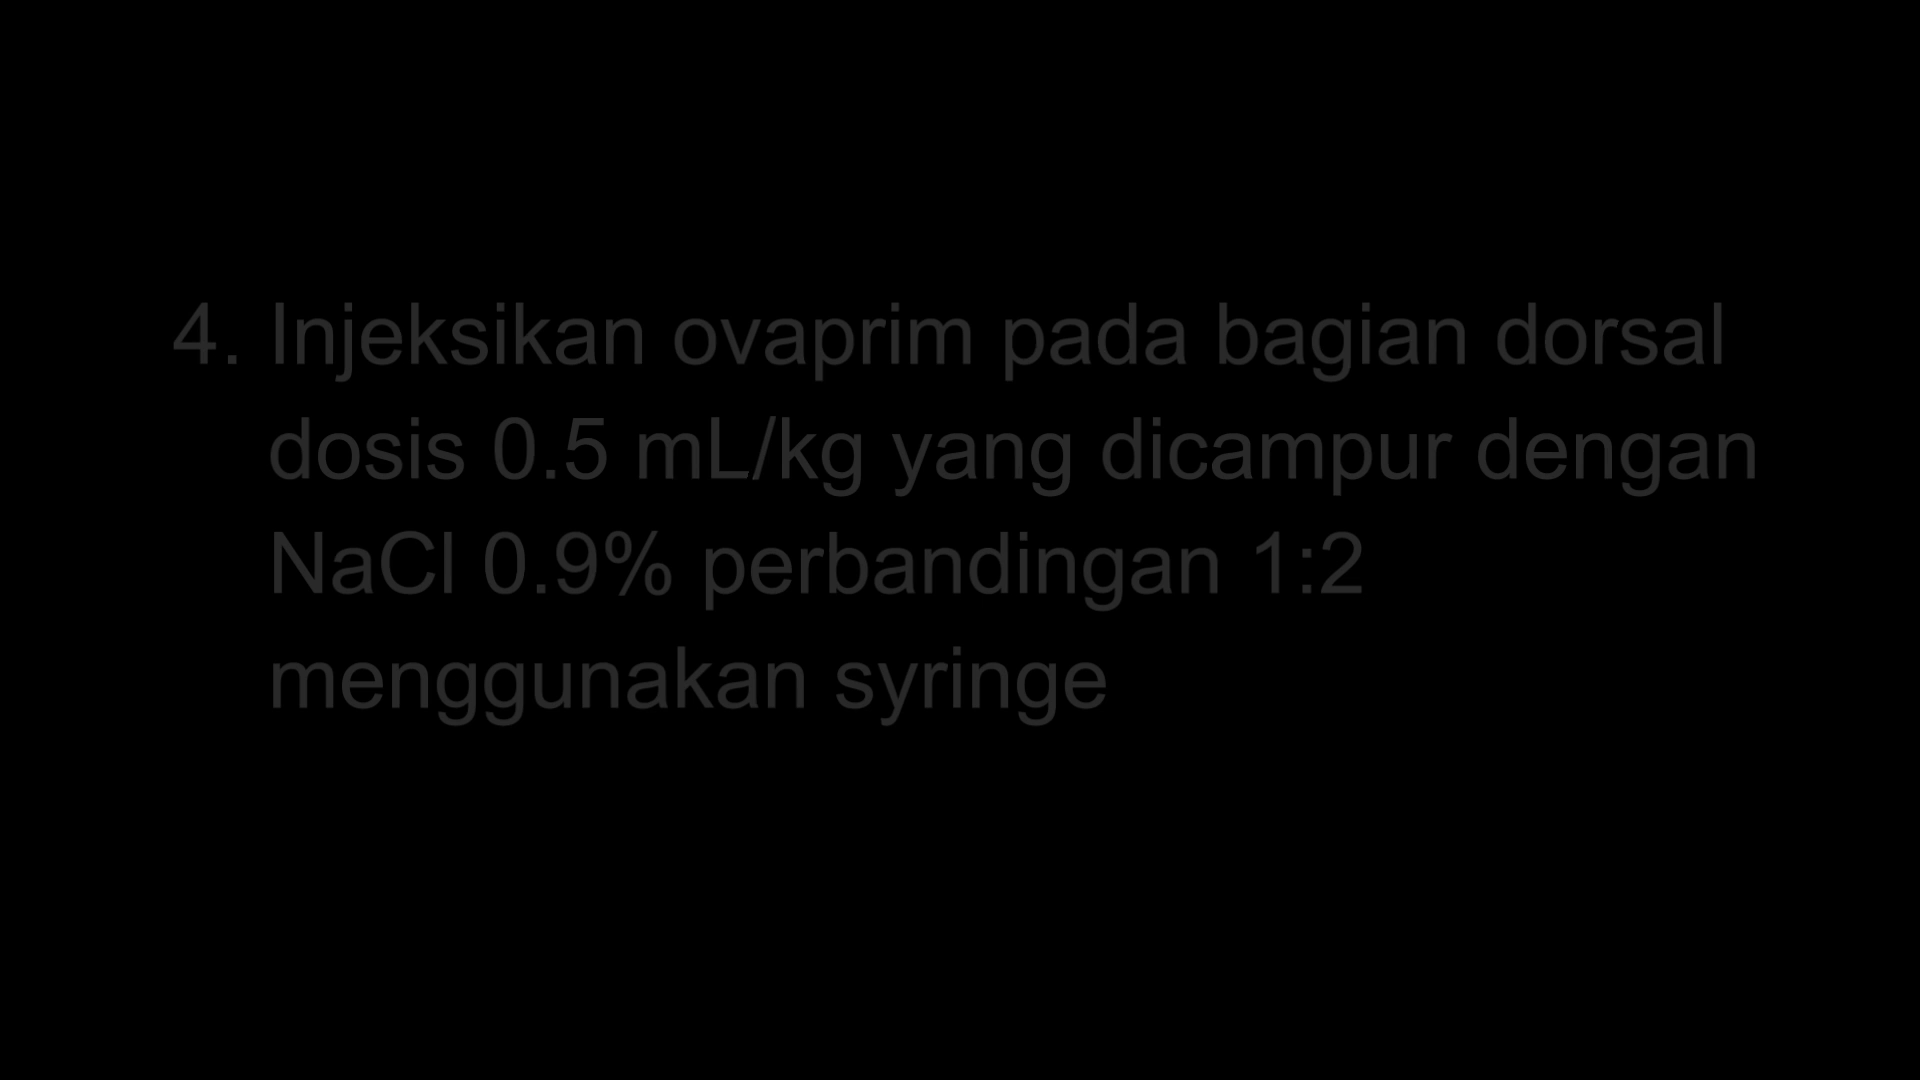 4. Injeksikan ovaprim pada bagian dorsal
dosis 0.5 mL/kg yang dicampur dengan
NaCl 0.9% perbandingan 1:2
menggunakan syringe